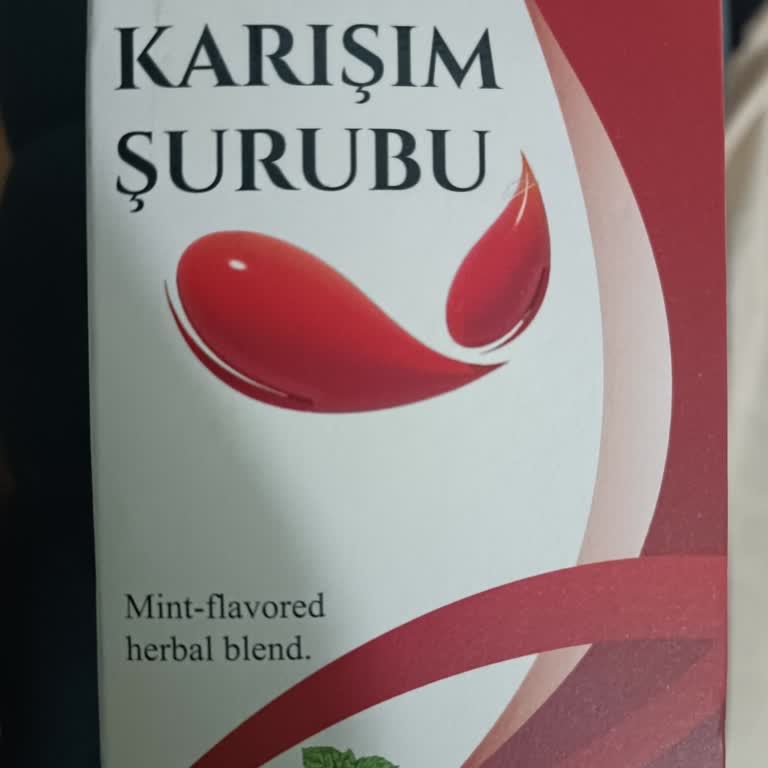 KARIŞIM
ŞURUBU
Mint-flavored
herbal blend.